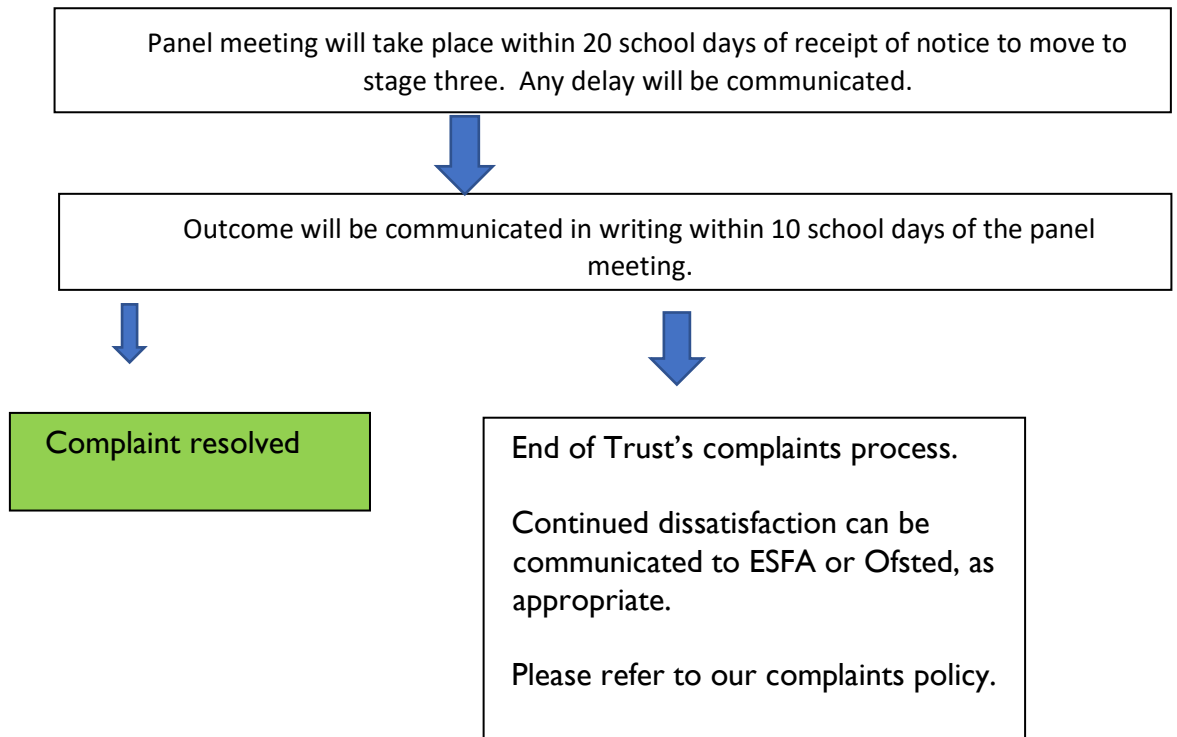 Panel meeting will take place within 20 school days of receipt of notice to move to
stage three.  Any delay will be communicated.
Outcome will be communicated in writing within 10 school days of the panel
meeting.
Complaint resolved
End of Trust’s complaints process.
Continued dissatisfaction can be
communicated to ESFA or Ofsted, as
appropriate.
Please refer to our complaints policy.